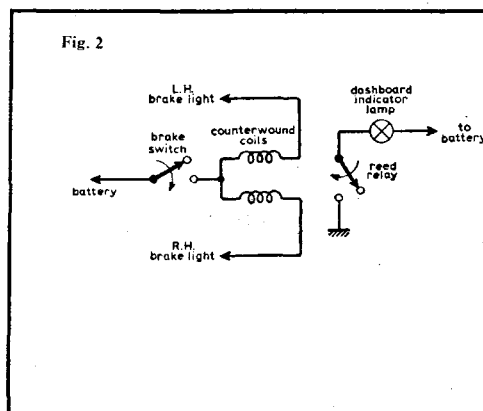 Fig. 2
L.H.
brake light
brake
switch
counterwound
coils
battery
R.H.
brake light
dashboard
indicator
lamp
to
battery
reed
relay